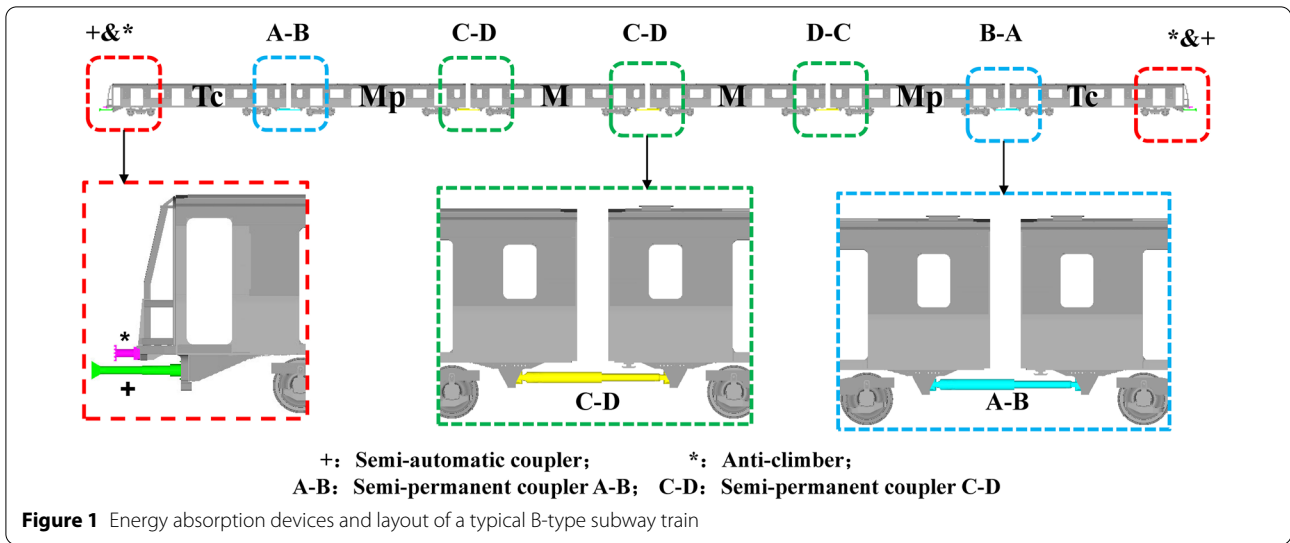 +&* A-B C-D C-D D-C B-A *&+
Tc Mp M M Mp Tc
*
+
C-D
A-B
+: Semi-automatic coupler; *: Anti-climber;
A-B: Semi-permanent coupler A-B; C-D: Semi-permanent coupler C-D
Figure 1 Energy absorption devices and layout of a typical B-type subway train